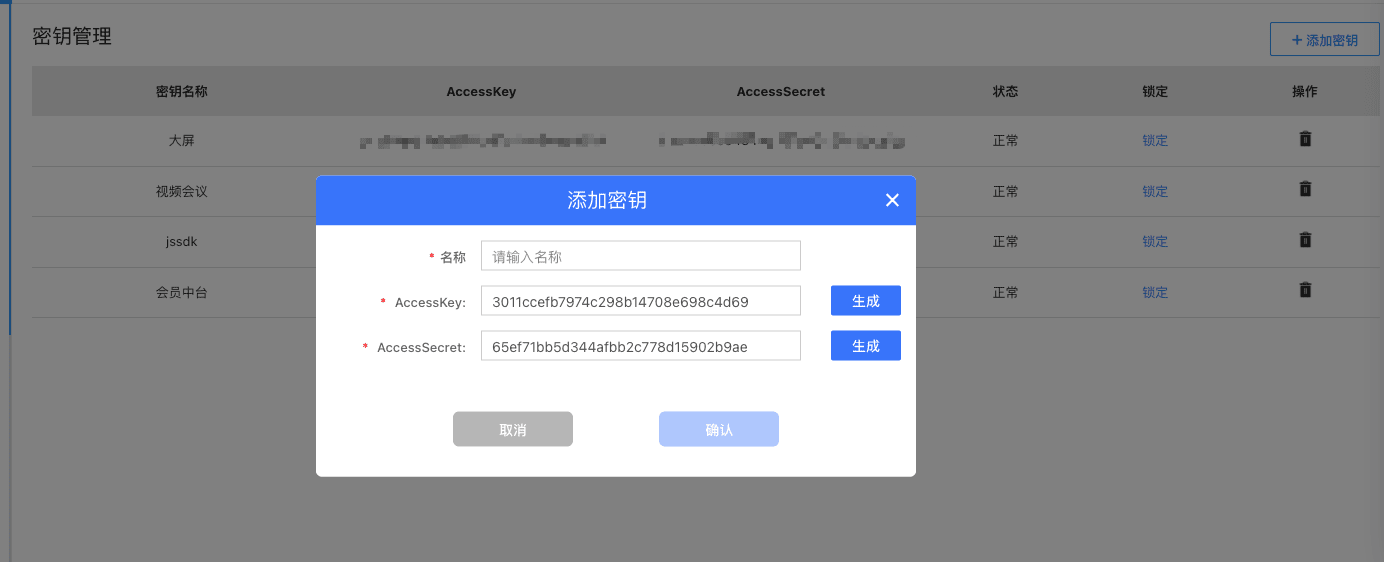 密钥管理
+ 添加密钥
密钥名称 AccessKey AccessSecret 状态 锁定 操作
大屏 正常 锁定
视频会议 正常 锁定
jssdk 正常 锁定
会员中台 正常 锁定
添加密钥
* 名称 请输入名称
* AccessKey: 3011ccefb7974c298b14708e698c4d69 生成
* AccessSecret: 65ef71bb5d344afbb2c778d15902b9ae 生成
取消 确认